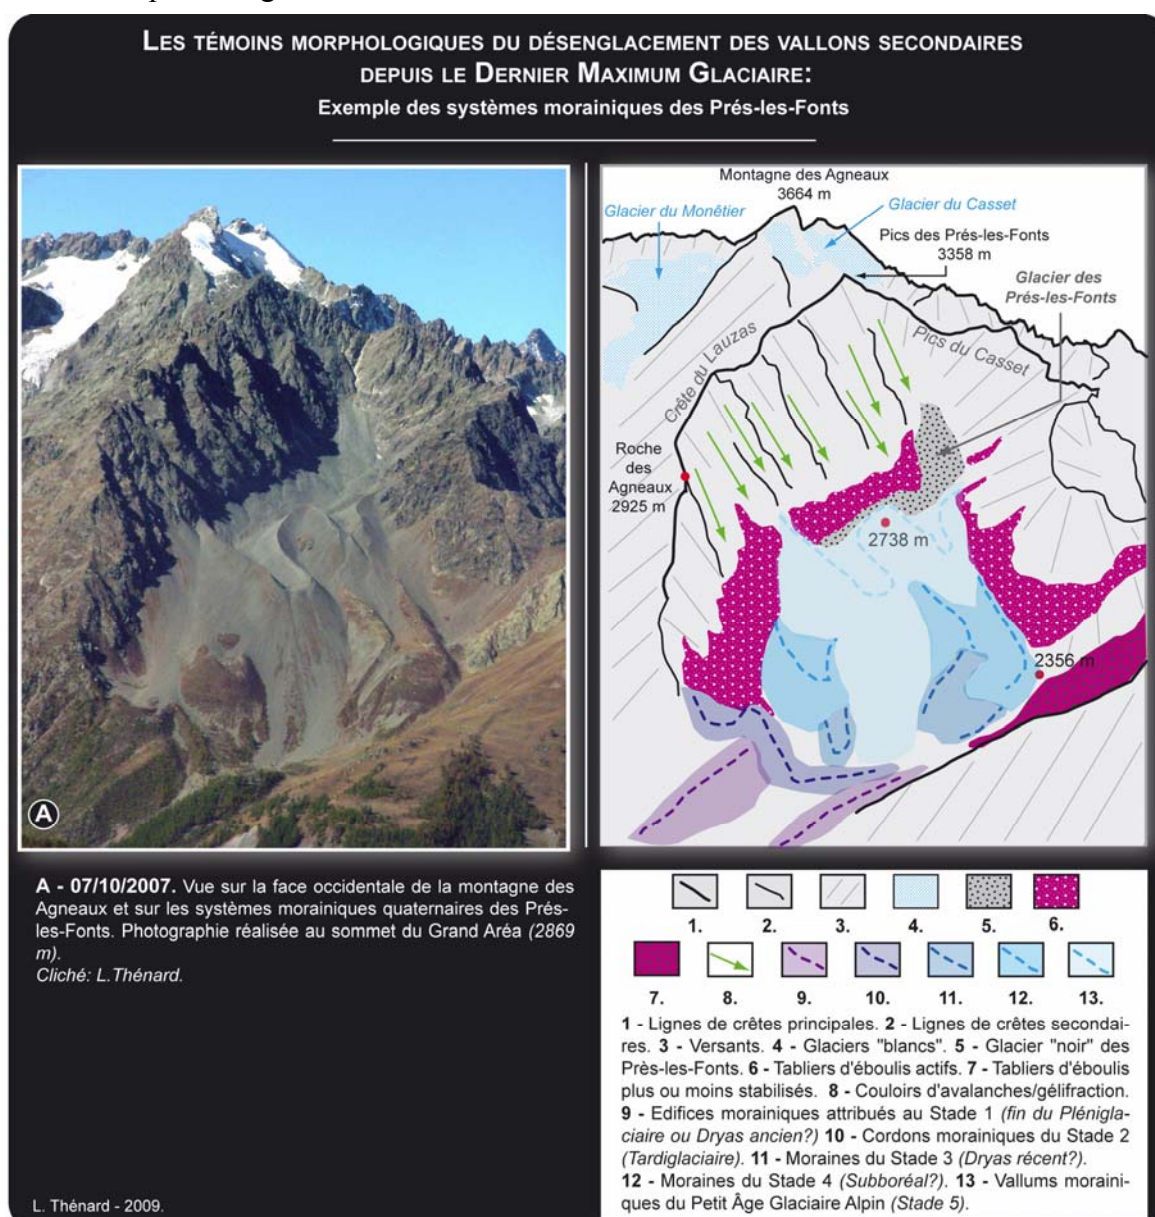 LES TÉMOINS MORPHOLOGIQUES DU DÉSENGLACEMENT DES VALLONS SECONDAIRES
DEPUIS LE DERNIER MAXIMUM GLACIAIRE:
Exemple des systèmes morainiques des Prés-les-Fonts
A
Montagne des Agneaux
3664 m
Glacier du Monêtier
Glacier du Casset
Pics des Prés-les-Fonts
3358 m
Glacier des
Prés-les-Fonts
Crête du Lauzas
Pics du Casset
Roche
des
Agneaux
2925 m
2738 m
2356 m
A - 07/10/2007. Vue sur la face occidentale de la montagne des
Agneaux et sur les systèmes morainiques quaternaires des Prés-
les-Fonts. Photographie réalisée au sommet du Grand Aréa (2869
m).
Cliché: L.Thénard.
1. 2. 3. 4. 5. 6.
7. 8. 9. 10. 11. 12. 13.
1 - Lignes de crêtes principales. 2 - Lignes de crêtes secondai-
res. 3 - Versants. 4 - Glaciers "blancs". 5 - Glacier "noir" des
Près-les-Fonts. 6 - Tabliers d'éboulis actifs. 7 - Tabliers d'éboulis
plus ou moins stabilisés. 8 - Couloirs d'avalanches/gélifraction.
9 - Edifices morainiques attribués au Stade 1 (fin du Plénigla-
ciaire ou Dryas ancien?) 10 - Cordons morainiques du Stade 2
(Tardiglaciaire). 11 - Moraines du Stade 3 (Dryas récent?).
12 - Moraines du Stade 4 (Subboréal?). 13 - Vallums moraini-
ques du Petit Âge Glaciaire Alpin (Stade 5).
L. Thénard - 2009.